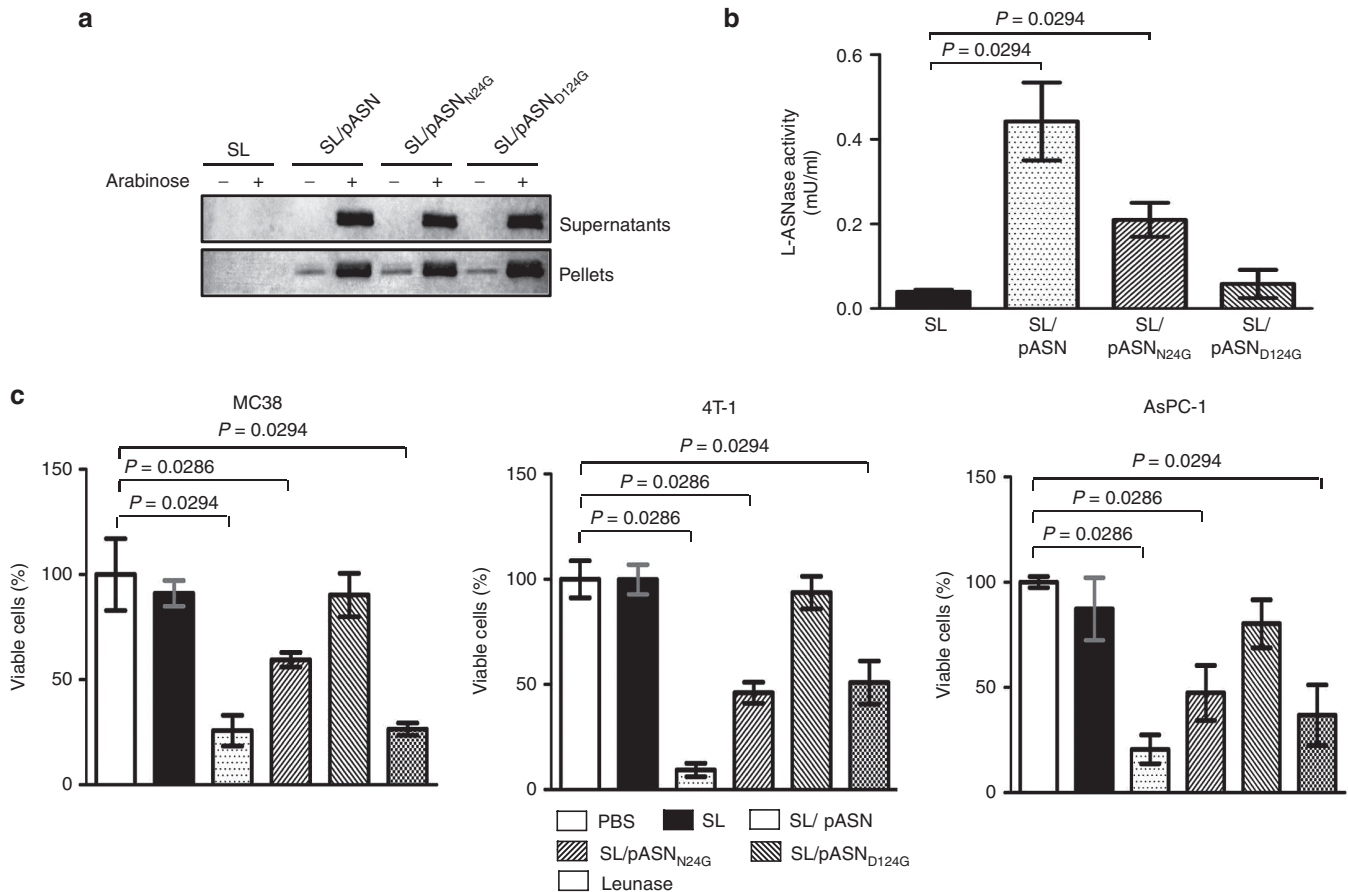 a
SL
SL/pASN
SL/pASN_N24G
SL/pASN_D124G
Arabinose
– + – + – + – +
Supernatants
Pellets
b
P = 0.0294
P = 0.0294
L-ASNase activity
(mU/ml)
0.6
0.4
0.2
0.0
SL
SL/
pASN
SL/
pASN_N24G
SL/
pASN_D124G
c
MC38
P = 0.0294
P = 0.0286
P = 0.0294
Viable cells (%)
150
100
50
0
4T-1
P = 0.0294
P = 0.0286
P = 0.0286
Viable cells (%)
150
100
50
0
AsPC-1
P = 0.0294
P = 0.0286
P = 0.0286
Viable cells (%)
150
100
50
0
PBS SL SL/ pASN
SL/pASN_N24G SL/pASN_D124G
Leunase